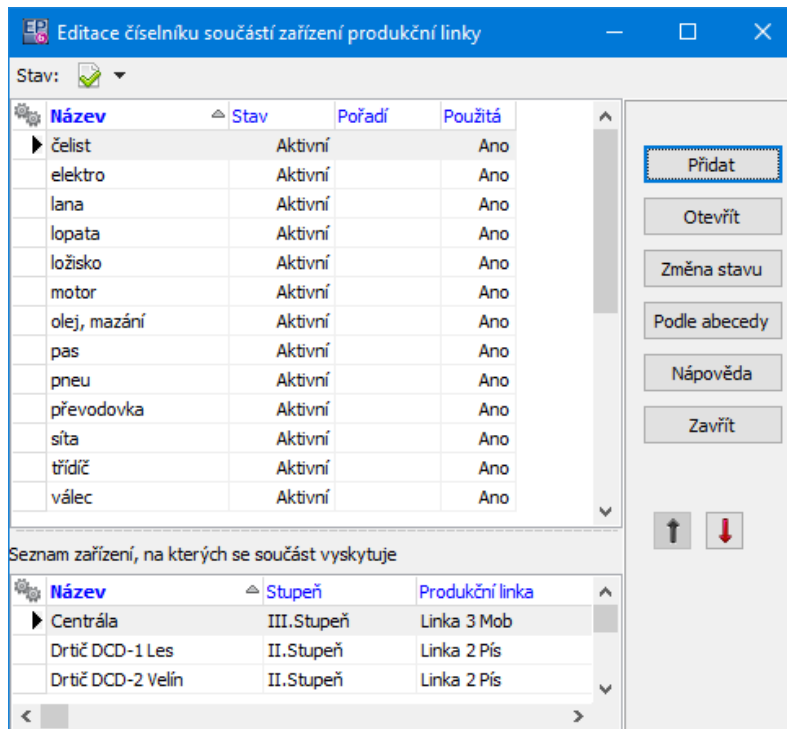 EP 6 Editace číselníku součástí zařízení produkční linky
Stav:
Název Stav Pořadí Použitá
čelist Aktivní Ano
elektro Aktivní Ano
lana Aktivní Ano
lopata Aktivní Ano
ložisko Aktivní Ano
motor Aktivní Ano
olej, mazání Aktivní Ano
pas Aktivní Ano
pneu Aktivní Ano
převodovka Aktivní Ano
síta Aktivní Ano
třídíč Aktivní Ano
válec Aktivní Ano
Přidat
Otevřít
Změna stavu
Podle abecedy
Nápověda
Zavřít
Seznam zařízení, na kterých se součást vyskytuje
Název Stupeň Produkční linka
Centrála III.Stupeň Linka 3 Mob
Drtič DCD-1 Les II.Stupeň Linka 2 Pís
Drtič DCD-2 Velín II.Stupeň Linka 2 Pís